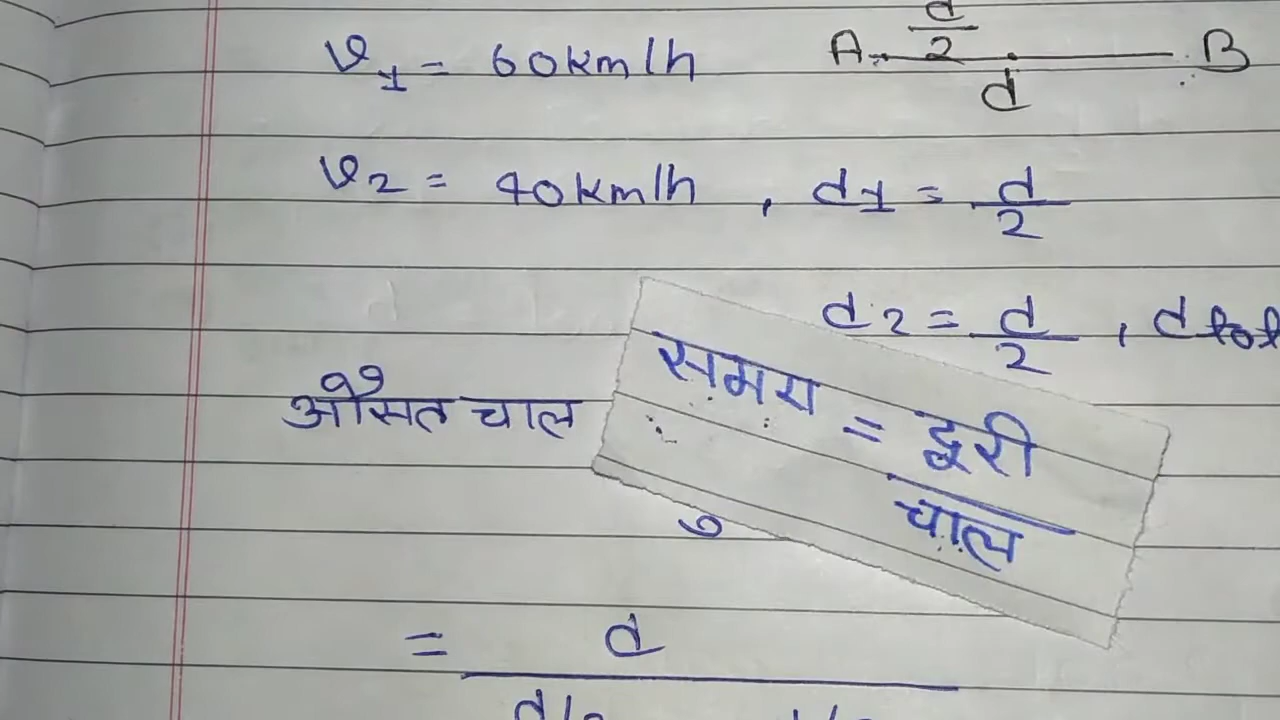 v₁ = 60km/h A d/2 B
d
v₂ = 40km/h , d₁ = d/2
d₂ = d/2 , d tot
औसत चाल
समय = दूरी
चाल
= d